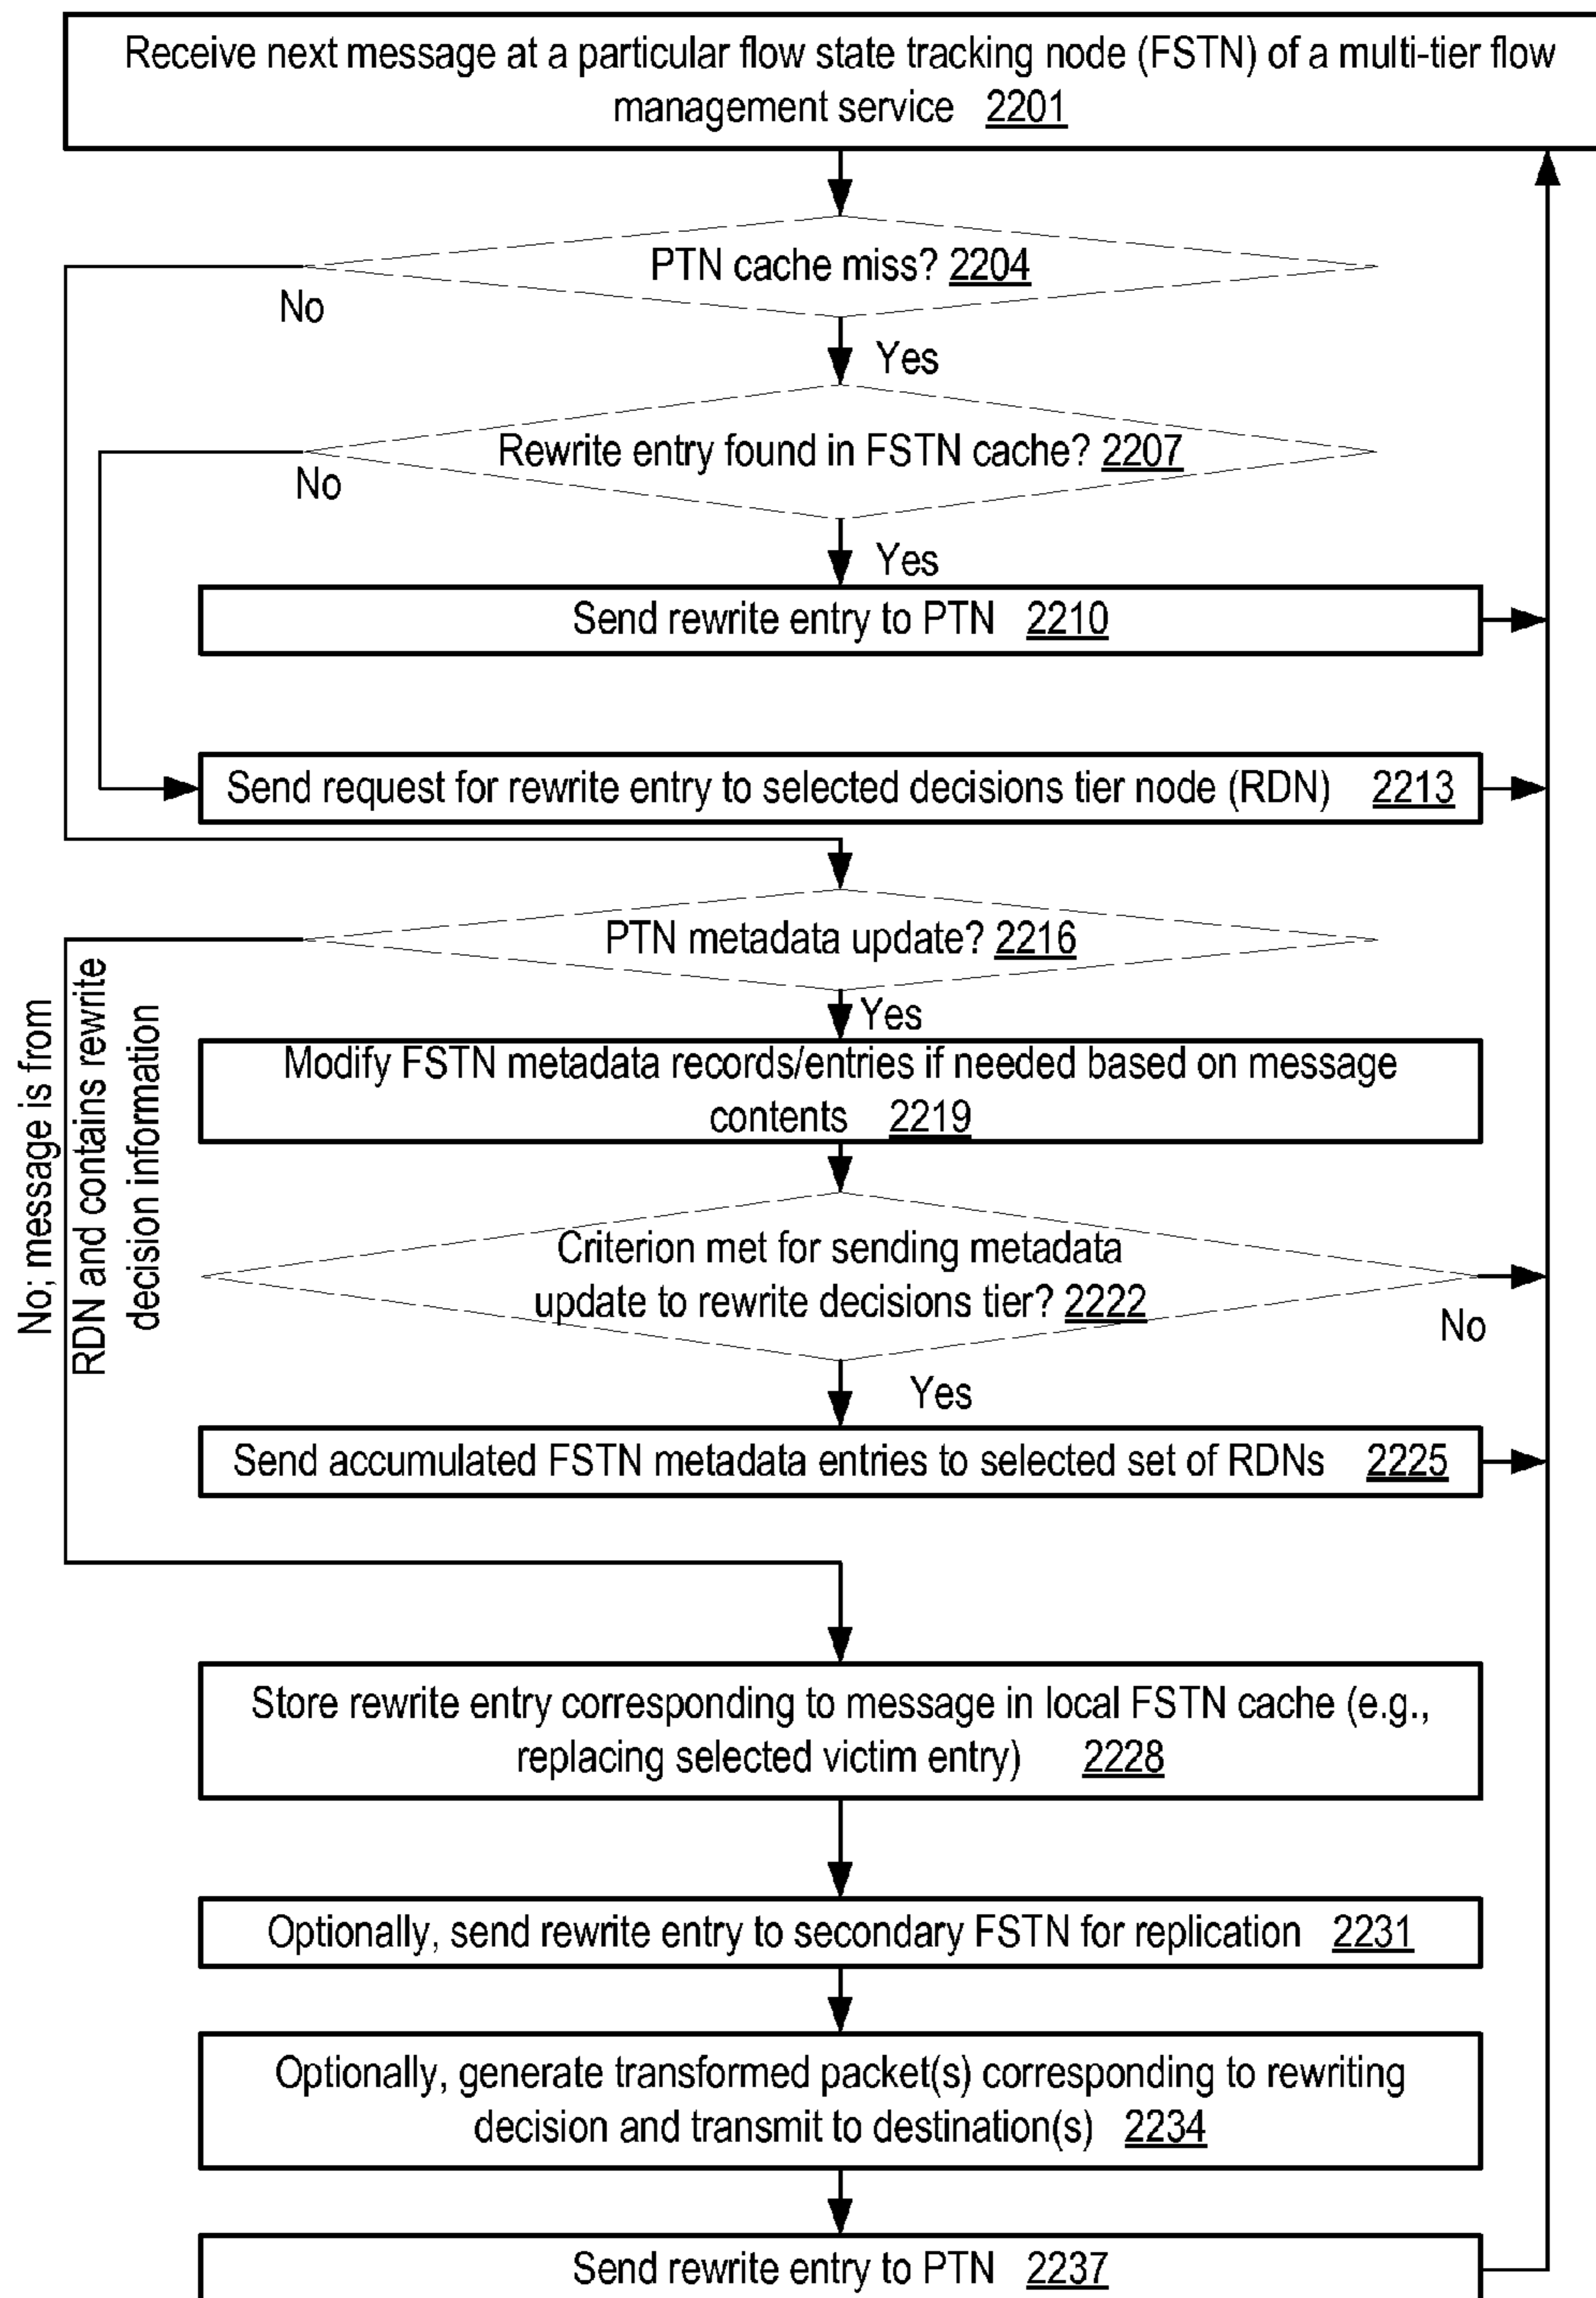 Receive next message at a particular flow state tracking node (FSTN) of a multi-tier flow
management service 2201
PTN cache miss? 2204
No
Yes
Rewrite entry found in FSTN cache? 2207
No
Yes
Send rewrite entry to PTN 2210
Send request for rewrite entry to selected decisions tier node (RDN) 2213
PTN metadata update? 2216
No; message is from
RDN and contains rewrite
decision information
Yes
Modify FSTN metadata records/entries if needed based on message
contents 2219
Criterion met for sending metadata
update to rewrite decisions tier? 2222
No
Yes
Send accumulated FSTN metadata entries to selected set of RDNs 2225
Store rewrite entry corresponding to message in local FSTN cache (e.g.,
replacing selected victim entry) 2228
Optionally, send rewrite entry to secondary FSTN for replication 2231
Optionally, generate transformed packet(s) corresponding to rewriting
decision and transmit to destination(s) 2234
Send rewrite entry to PTN 2237